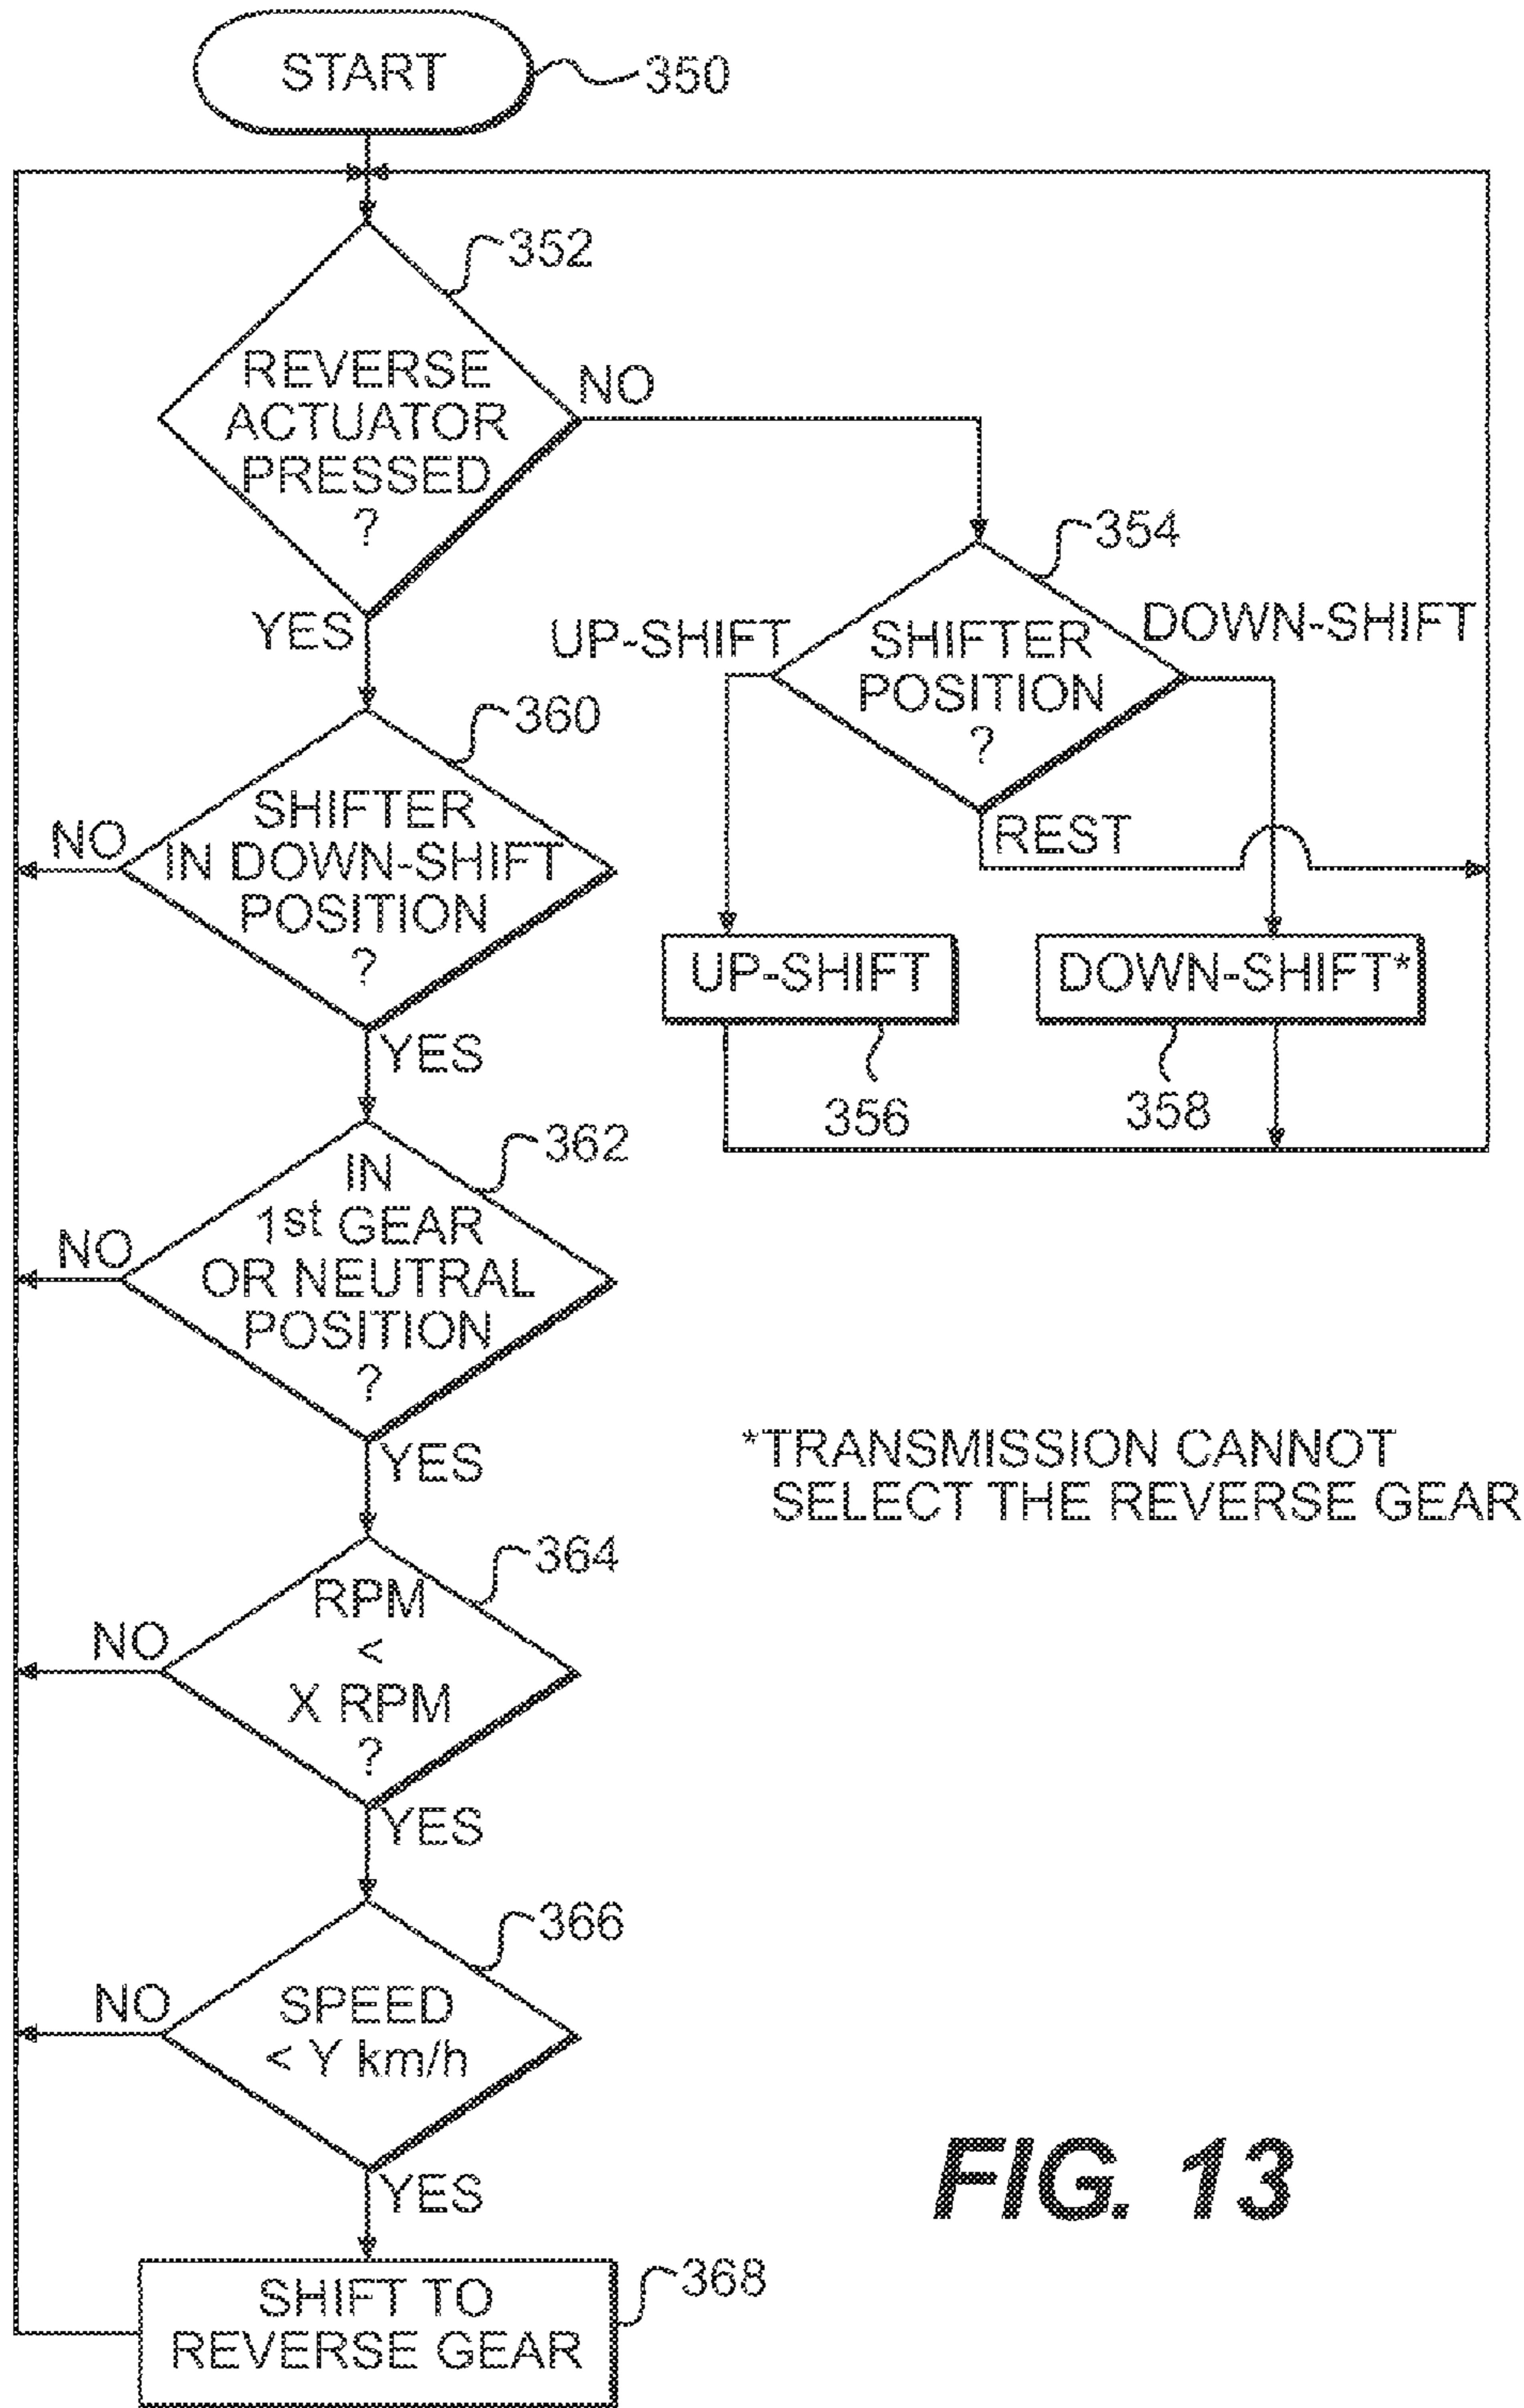 START
350
352
REVERSE
ACTUATOR
PRESSED
?
NO
YES
354
SHIFTER
POSITION
?
UP-SHIFT
DOWN-SHIFT
REST
UP-SHIFT
356
DOWN-SHIFT*
358
360
SHIFTER
IN DOWN-SHIFT
POSITION
?
NO
YES
362
IN
1st GEAR
OR NEUTRAL
POSITION
?
NO
YES
*TRANSMISSION CANNOT
SELECT THE REVERSE GEAR
364
RPM
<
X RPM
?
NO
YES
366
SPEED
< Y km/h
NO
YES
368
SHIFT TO
REVERSE GEAR
FIG. 13